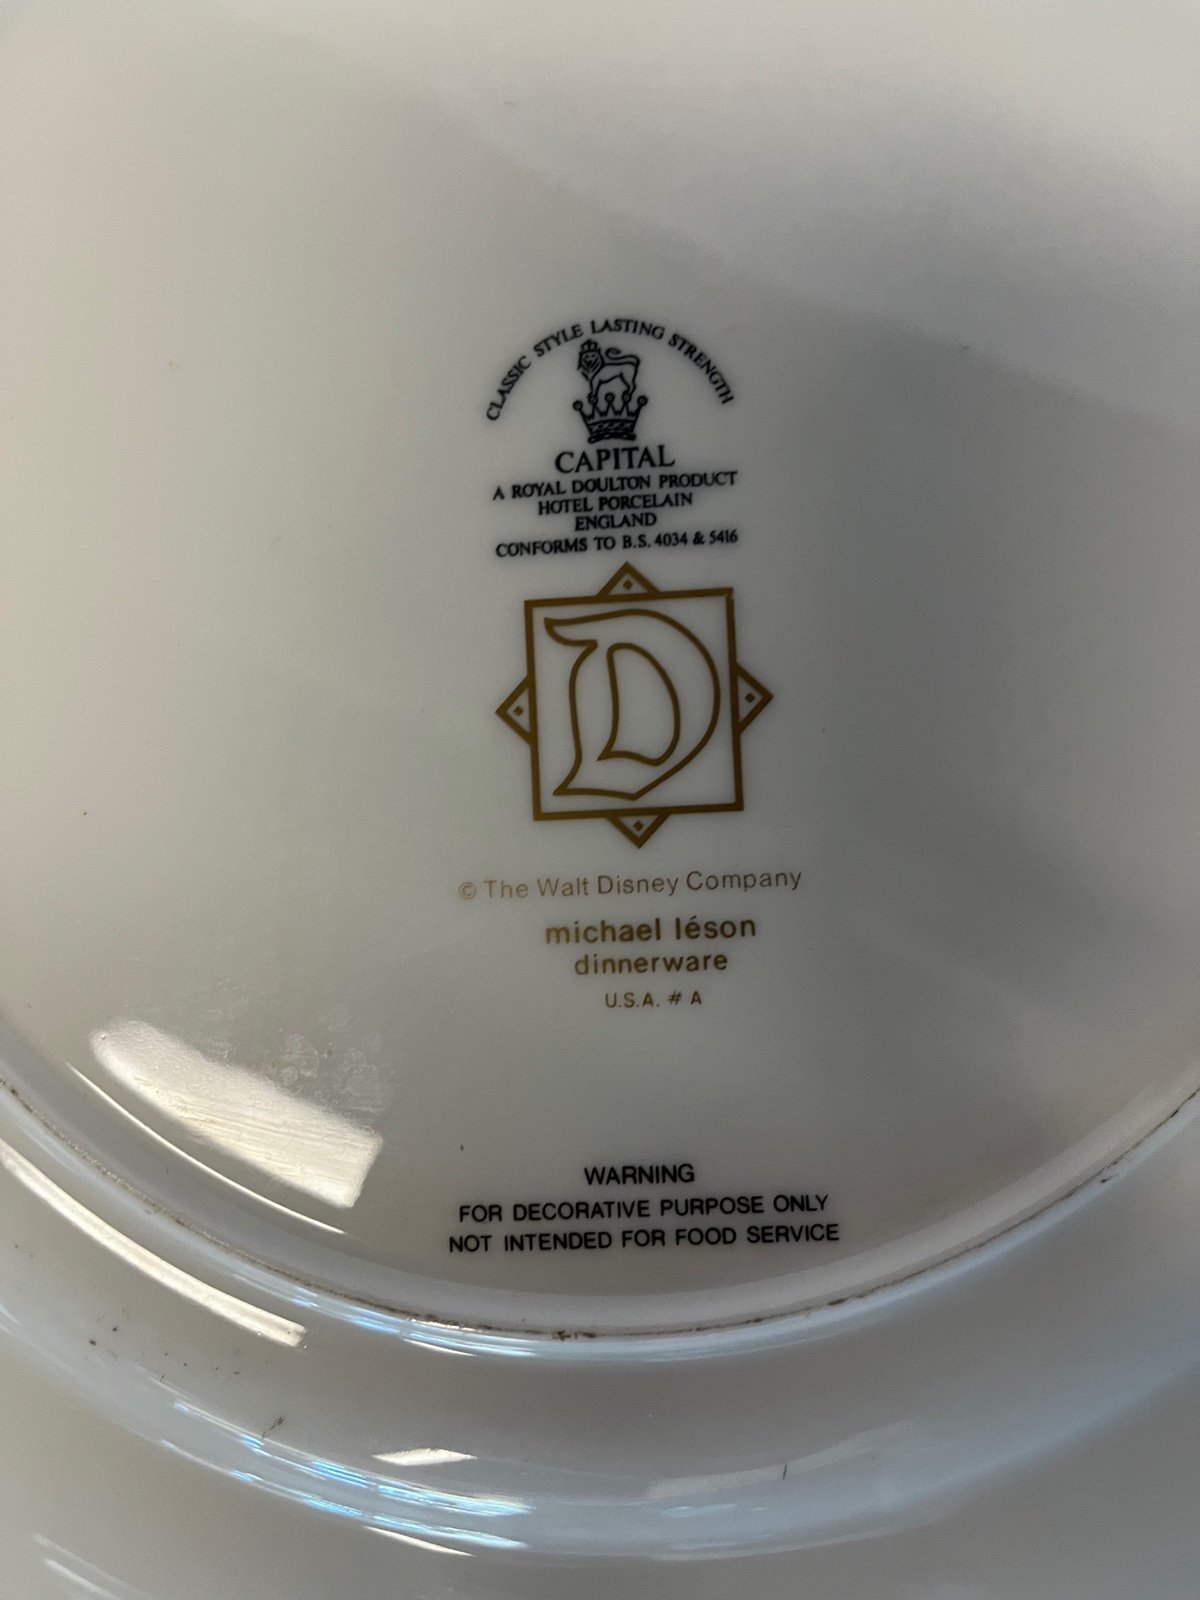 CLASSIC STYLE LASTING STRENGTH
CAPITAL
A ROYAL DOULTON PRODUCT
HOTEL PORCELAIN
ENGLAND
CONFORMS TO B.S. 4034 & 5416
D
© The Walt Disney Company
michael léson
dinnerware
U.S.A. # A
WARNING
FOR DECORATIVE PURPOSE ONLY
NOT INTENDED FOR FOOD SERVICE